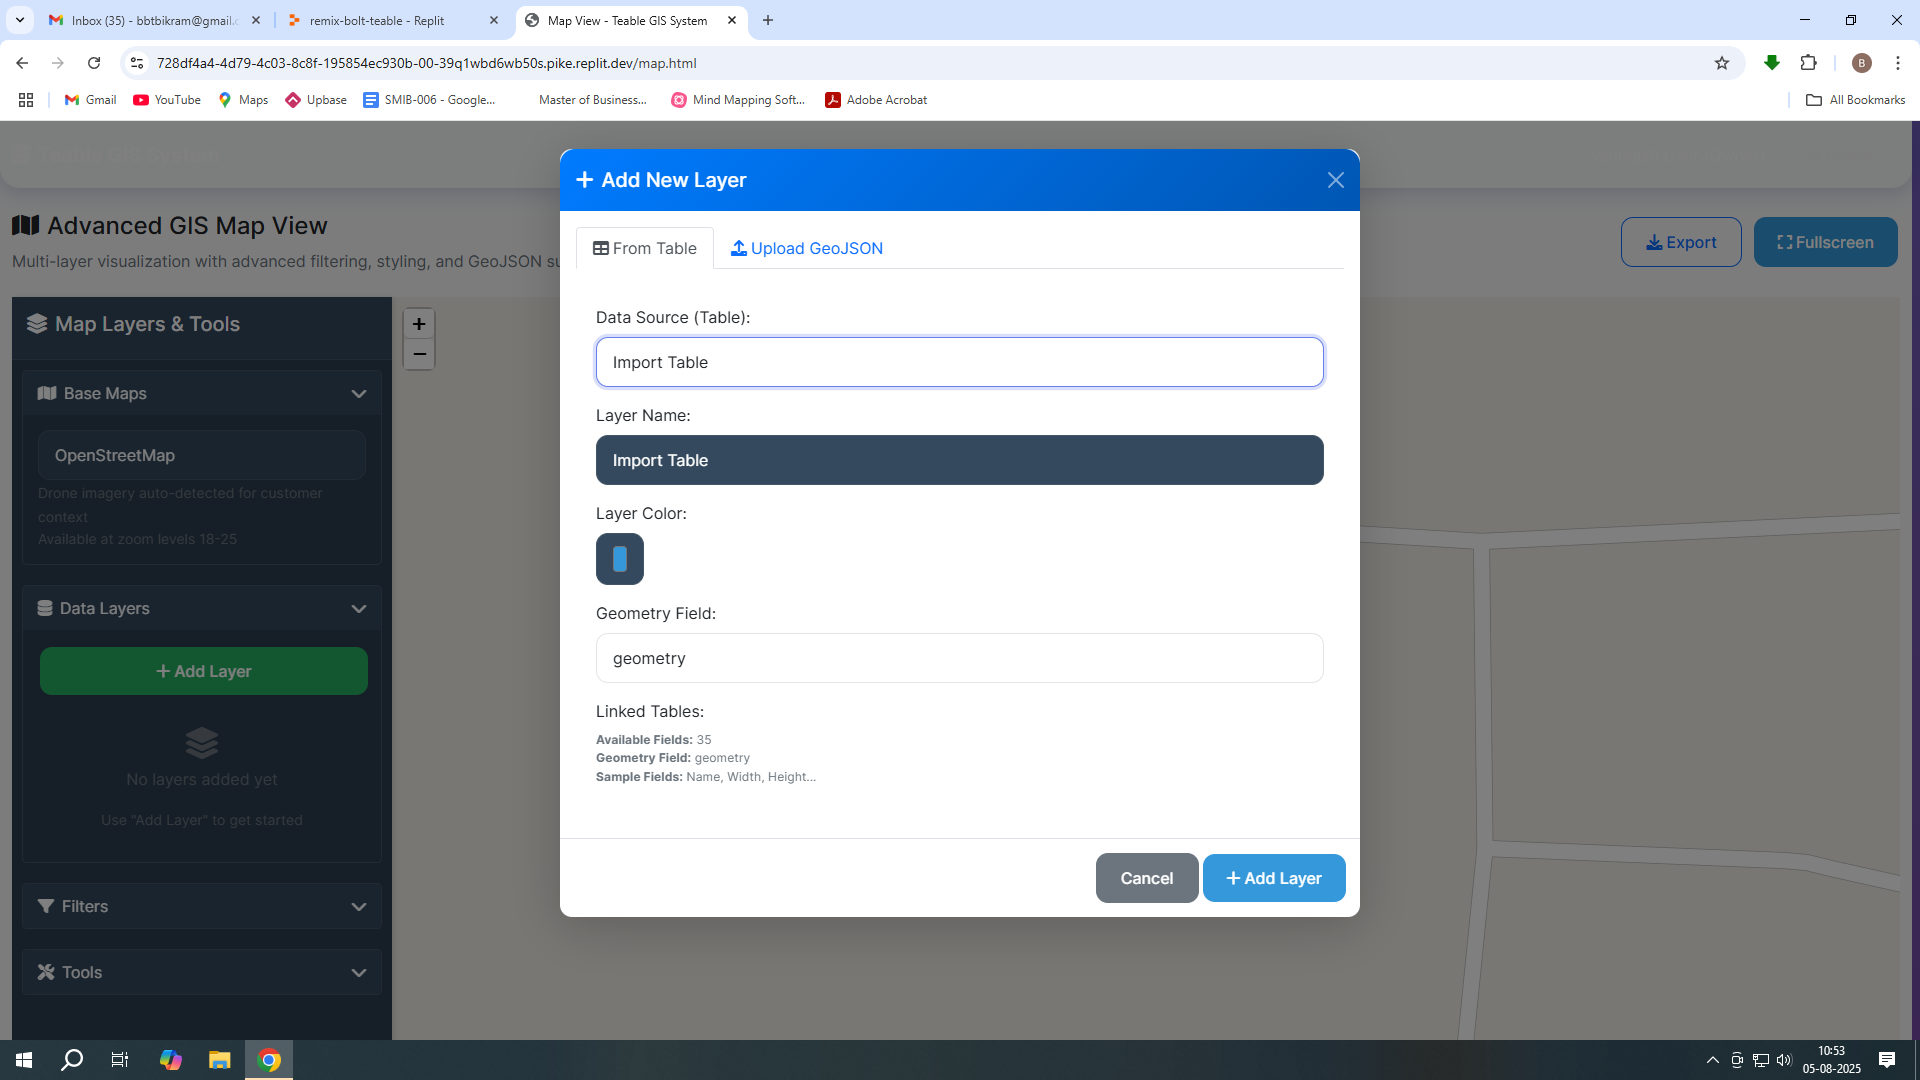 Inbox (35) - bbtbikram@gmail.c
remix-bolt-teable - Replit
Map View - Teable GIS System
728df4a4-4d79-4c03-8c8f-195854ec930b-00-39q1wbd6wb50s.pike.replit.dev/map.html
B
Gmail
YouTube
Maps
Upbase
SMIB-006 - Google...
Master of Business...
Mind Mapping Soft...
Adobe Acrobat
All Bookmarks
Advanced GIS Map View
Multi-layer visualization with advanced filtering, styling, and GeoJSON su
Export
Fullscreen
Map Layers & Tools
+
−
Base Maps
OpenStreetMap
Drone imagery auto-detected for customer
context
Available at zoom levels 18-25
Data Layers
+ Add Layer
No layers added yet
Use "Add Layer" to get started
Filters
Tools
+ Add New Layer
From Table
Upload GeoJSON
Data Source (Table):
Import Table
Layer Name:
Import Table
Layer Color:
Geometry Field:
geometry
Linked Tables:
Available Fields: 35
Geometry Field: geometry
Sample Fields: Name, Width, Height...
Cancel
+ Add Layer
10:53
05-08-2025